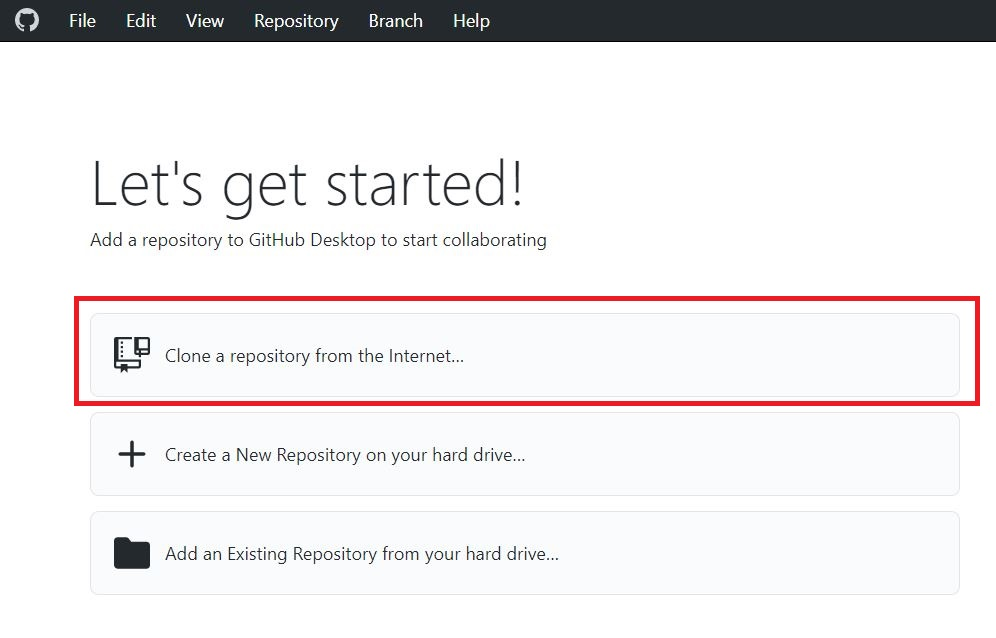 File Edit View Repository Branch Help
Let's get started!
Add a repository to GitHub Desktop to start collaborating
Clone a repository from the Internet...
Create a New Repository on your hard drive...
Add an Existing Repository from your hard drive...